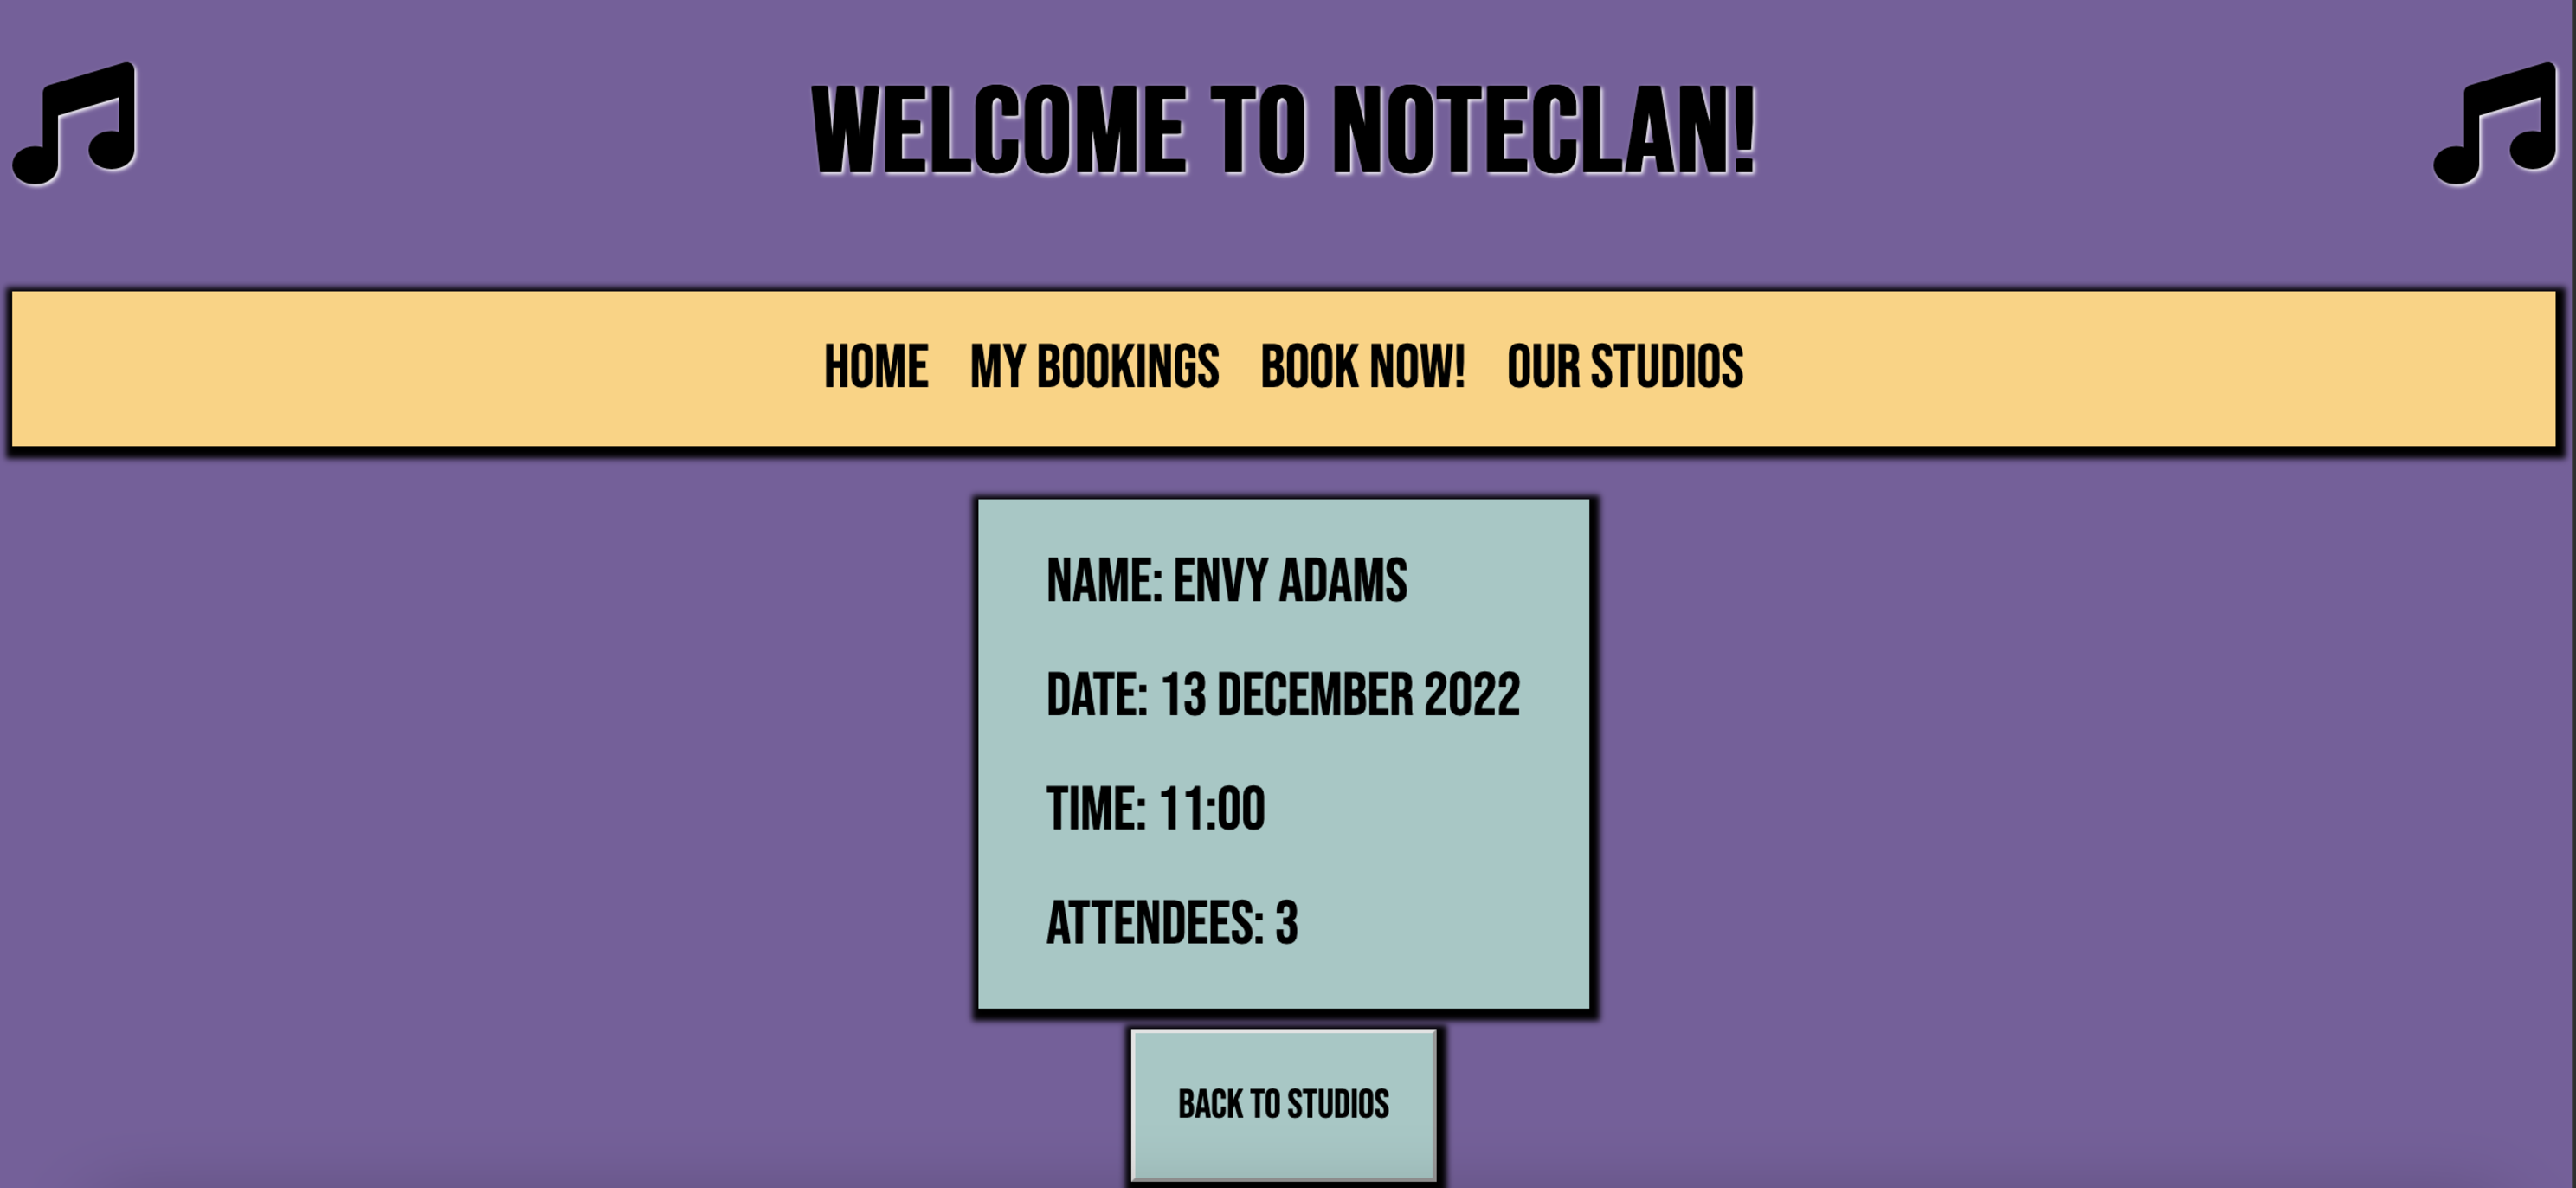 WELCOME TO NOTECLAN!
HOME MY BOOKINGS BOOK NOW! OUR STUDIOS
NAME: ENVY ADAMS
DATE: 13 DECEMBER 2022
TIME: 11:00
ATTENDEES: 3
BACK TO STUDIOS